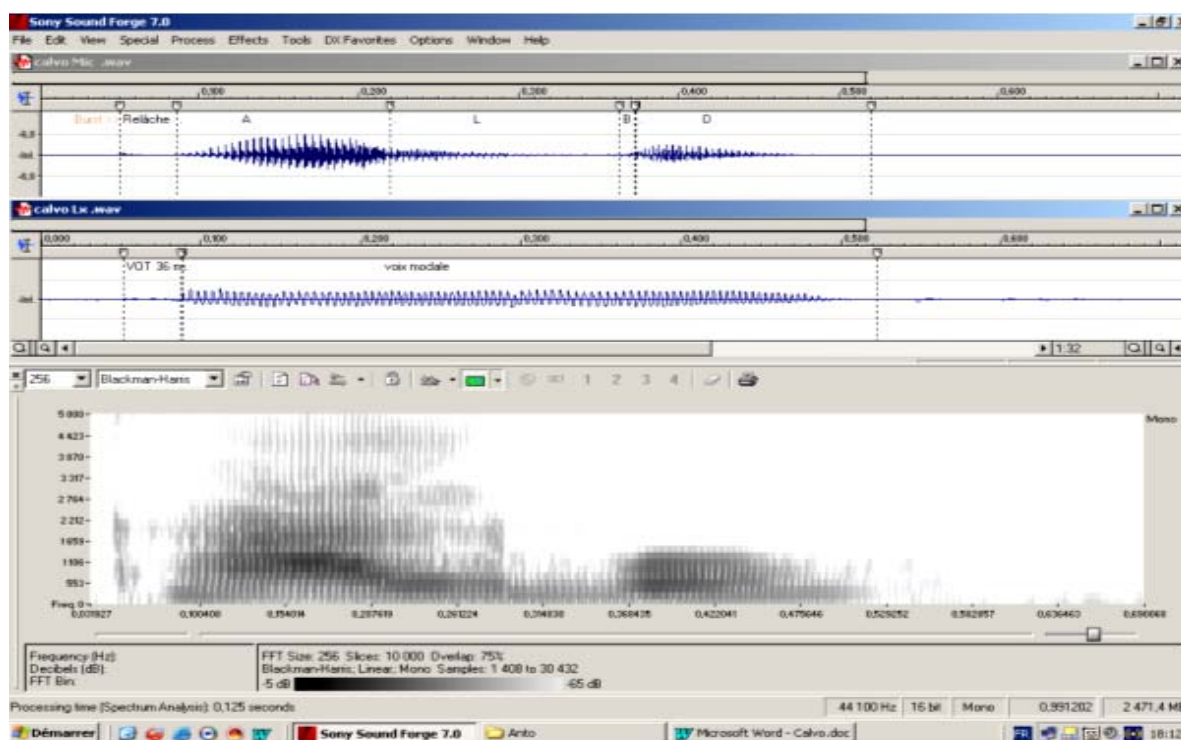 Sony Sound Forge 7.0
File Edit View Special Process Effects Tools DX Favorites Options Window Help
calvo Mic .wav
,0,100 ,0,200 ,0,300 ,0,400 ,0,500 ,0,600
Burst Relâche A L B D
-6,0
-Inf.
-6,0
calvo Lx .wav
,0,000 ,0,100 ,0,200 ,0,300 ,0,400 ,0,500 ,0,600
VOT 36 voix modale
-Inf.
1:32
256 Blackman-Harris 1 2 3 4
5 000
4 423
3 870
3 317
2 764
2 212
1 659
1 106
553
Freq. 0
Mono
0,100408 0,154014 0,207619 0,261224 0,314830 0,368435 0,422041 0,475646 0,529252 0,582857 0,636463
Frequency (Hz):
Decibels (dB):
FFT Bin:
FFT Size: 256 Slices: 10 000 Overlap: 75%
Blackman-Harris; Linear; Mono Samples: 1 408 to 30 432
-5 dB -65 dB
Processing time (Spectrum Analysis): 0,125 seconds
44 100 Hz 16 bit Mono 0,991202 2 471,4 MB
Démarrer Sony Sound Forge 7.0 Anto Microsoft Word - Calvo.doc FR 18:12